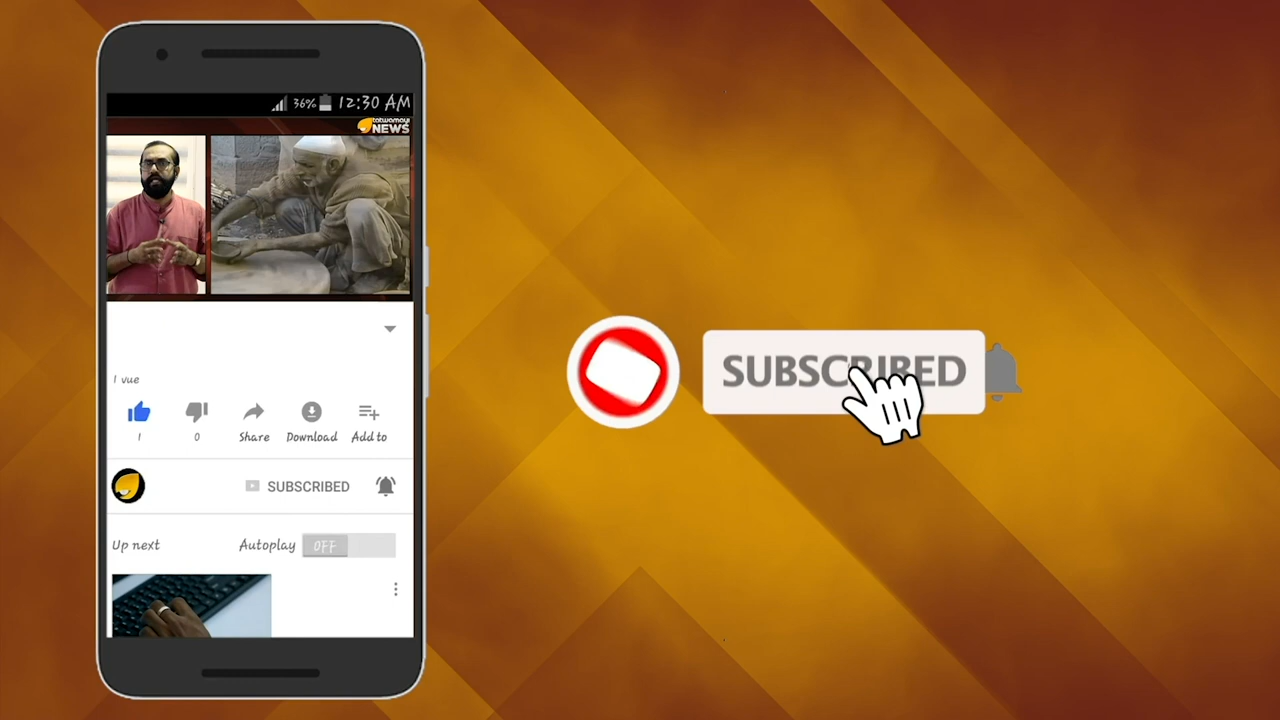 36% 12:30 AM
tatwamayi
NEWS
1 vue
1
0
Share
Download
Add to
SUBSCRIBED
Up next
Autoplay
OFF
SUBSCRIBED